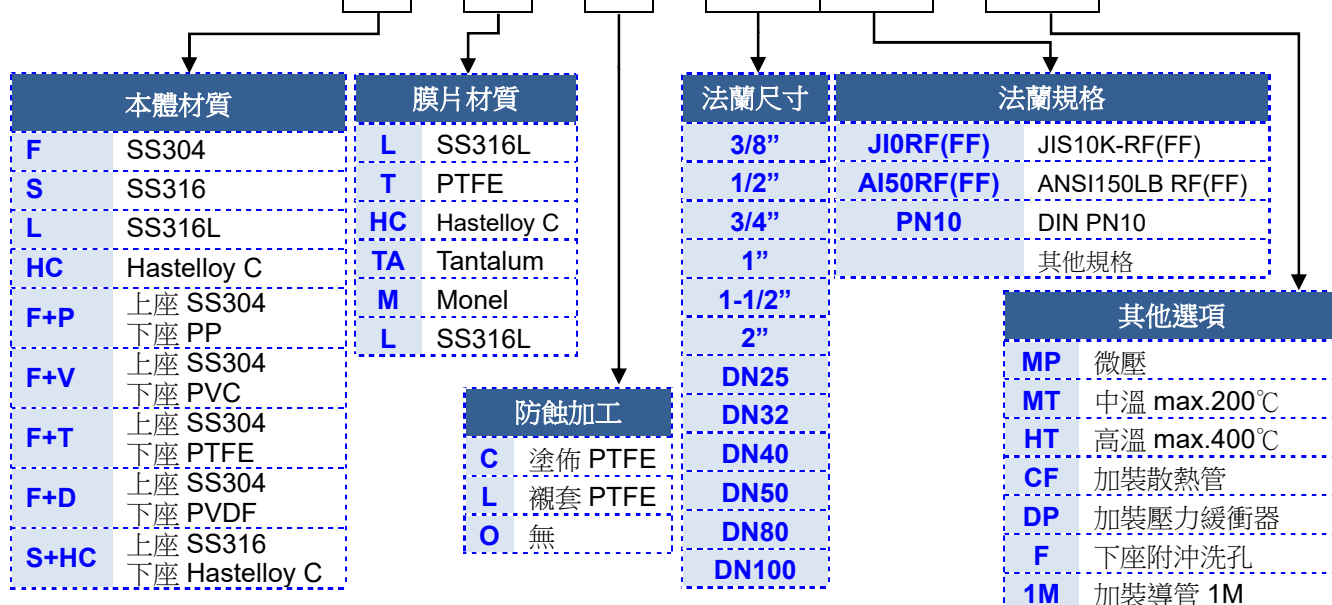 本體材質
F SS304
S SS316
L SS316L
HC Hastelloy C
F+P 上座 SS304
下座 PP
F+V 上座 SS304
下座 PVC
F+T 上座 SS304
下座 PTFE
F+D 上座 SS304
下座 PVDF
S+HC 上座 SS316
下座 Hastelloy C
膜片材質
L SS316L
T PTFE
HC Hastelloy C
TA Tantalum
M Monel
L SS316L
防蝕加工
C 塗佈 PTFE
L 襯套 PTFE
O 無
法蘭尺寸
3/8”
1/2”
3/4”
1”
1-1/2”
2”
DN25
DN32
DN40
DN50
DN80
DN100
法蘭規格
JI0RF(FF) JIS10K-RF(FF)
AI50RF(FF) ANSI150LB RF(FF)
PN10 DIN PN10
其他規格
其他選項
MP 微壓
MT 中溫 max.200℃
HT 高溫 max.400℃
CF 加裝散熱管
DP 加裝壓力緩衝器
F 下座附沖洗孔
1M 加裝導管 1M